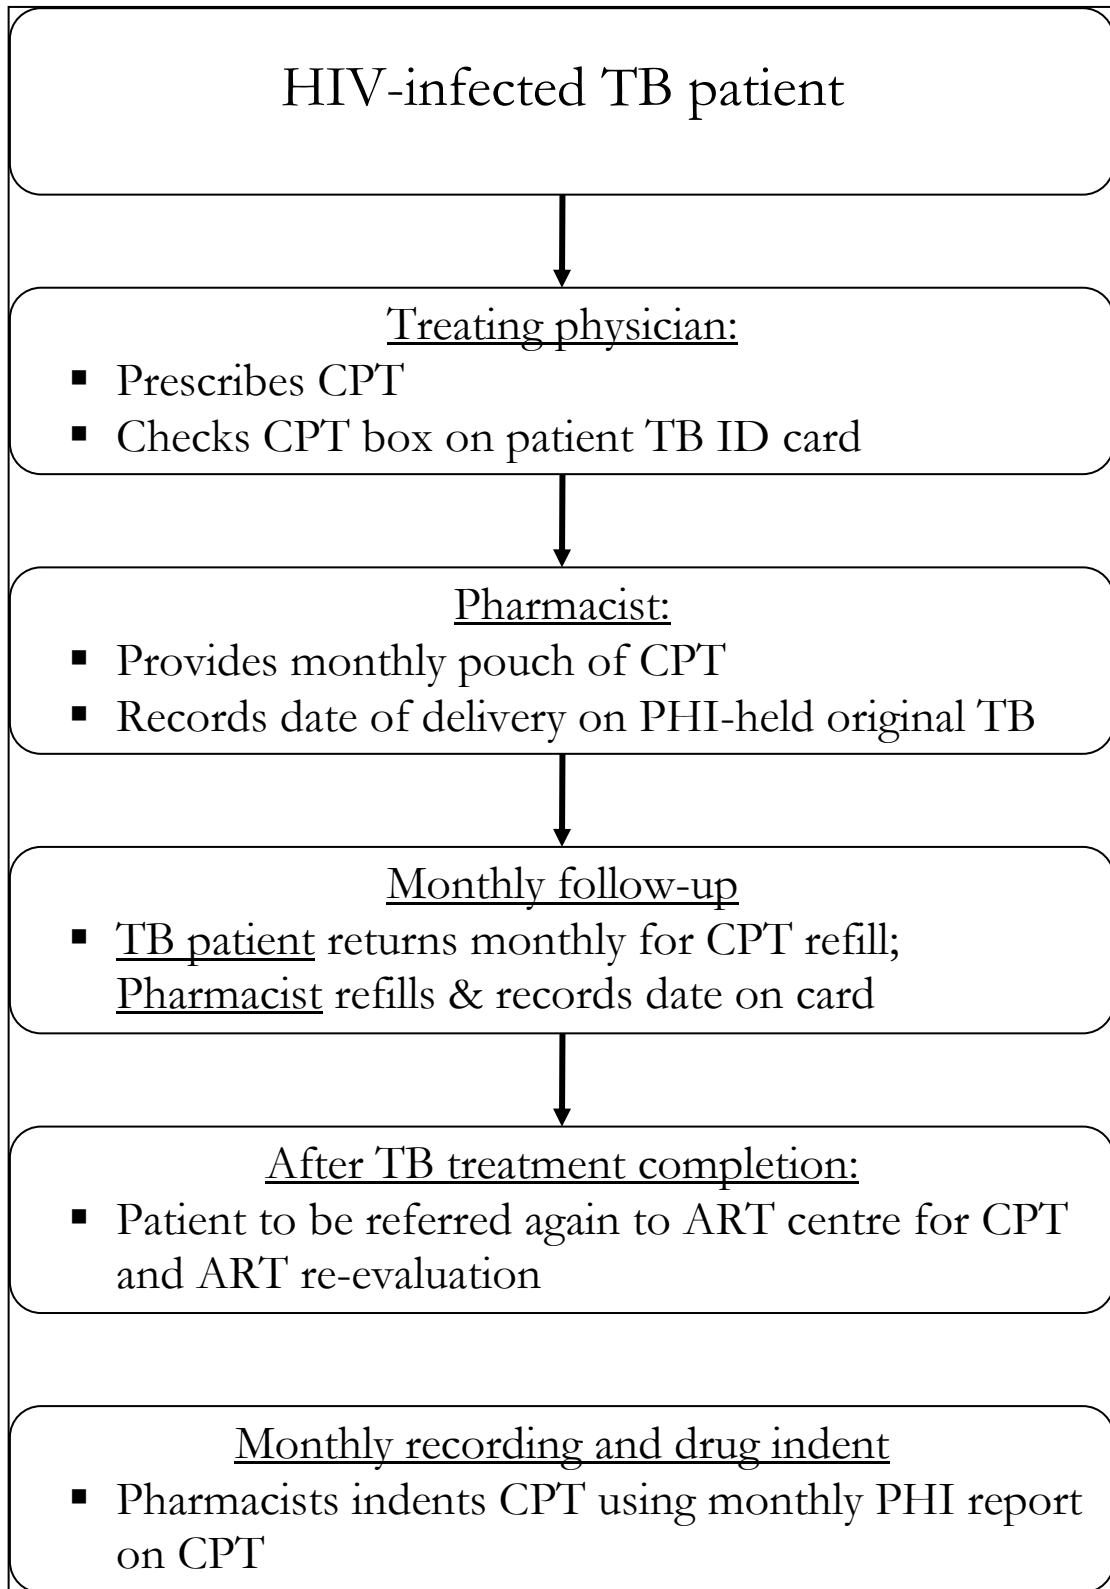 HIV-infected TB patient
Treating physician:
▪ Prescribes CPT
▪ Checks CPT box on patient TB ID card
Pharmacist:
▪ Provides monthly pouch of CPT
▪ Records date of delivery on PHI-held original TB
Monthly follow-up
▪ TB patient returns monthly for CPT refill;
Pharmacist refills & records date on card
After TB treatment completion:
▪ Patient to be referred again to ART centre for CPT
and ART re-evaluation
Monthly recording and drug indent
▪ Pharmacists indents CPT using monthly PHI report
on CPT